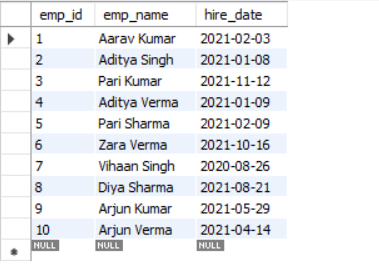 emp_id emp_name hire_date
1 Aarav Kumar 2021-02-03
2 Aditya Singh 2021-01-08
3 Pari Kumar 2021-11-12
4 Aditya Verma 2021-01-09
5 Pari Sharma 2021-02-09
6 Zara Verma 2021-10-16
7 Vihaan Singh 2020-08-26
8 Diya Sharma 2021-08-21
9 Arjun Kumar 2021-05-29
10 Arjun Verma 2021-04-14
NULL NULL NULL